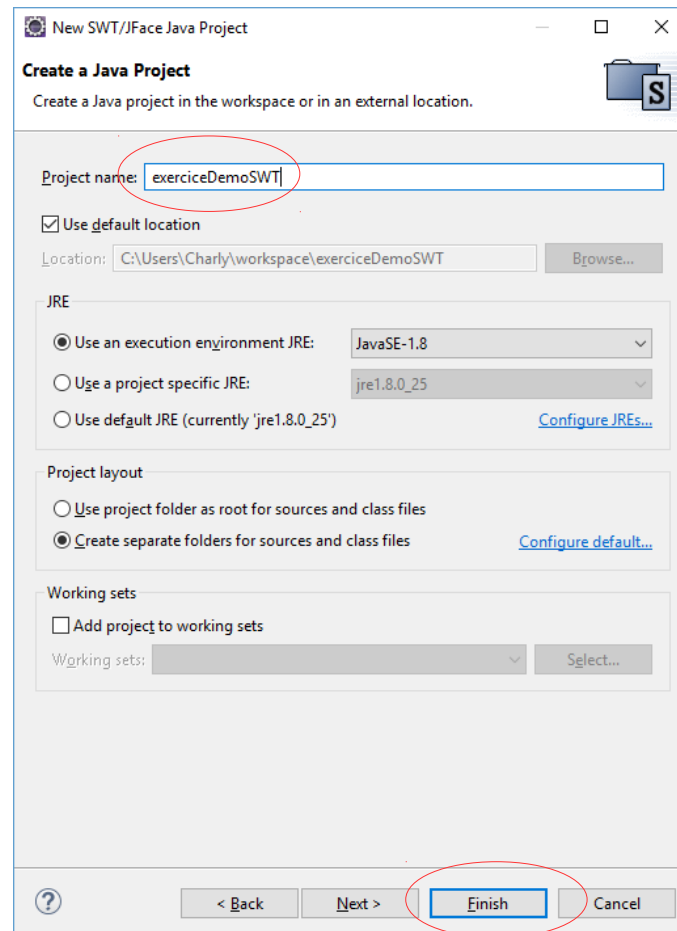 New SWT/JFace Java Project
Create a Java Project
Create a Java project in the workspace or in an external location.
S
Project name: exerciceDemoSWT
Use default location
Location: C:\Users\Charly\workspace\exerciceDemoSWT Browse...
JRE
Use an execution environment JRE: JavaSE-1.8
Use a project specific JRE: jre1.8.0_25
Use default JRE (currently 'jre1.8.0_25') Configure JREs...
Project layout
Use project folder as root for sources and class files
Create separate folders for sources and class files Configure default...
Working sets
Add project to working sets
Working sets: Select...
? < Back Next > Finish Cancel